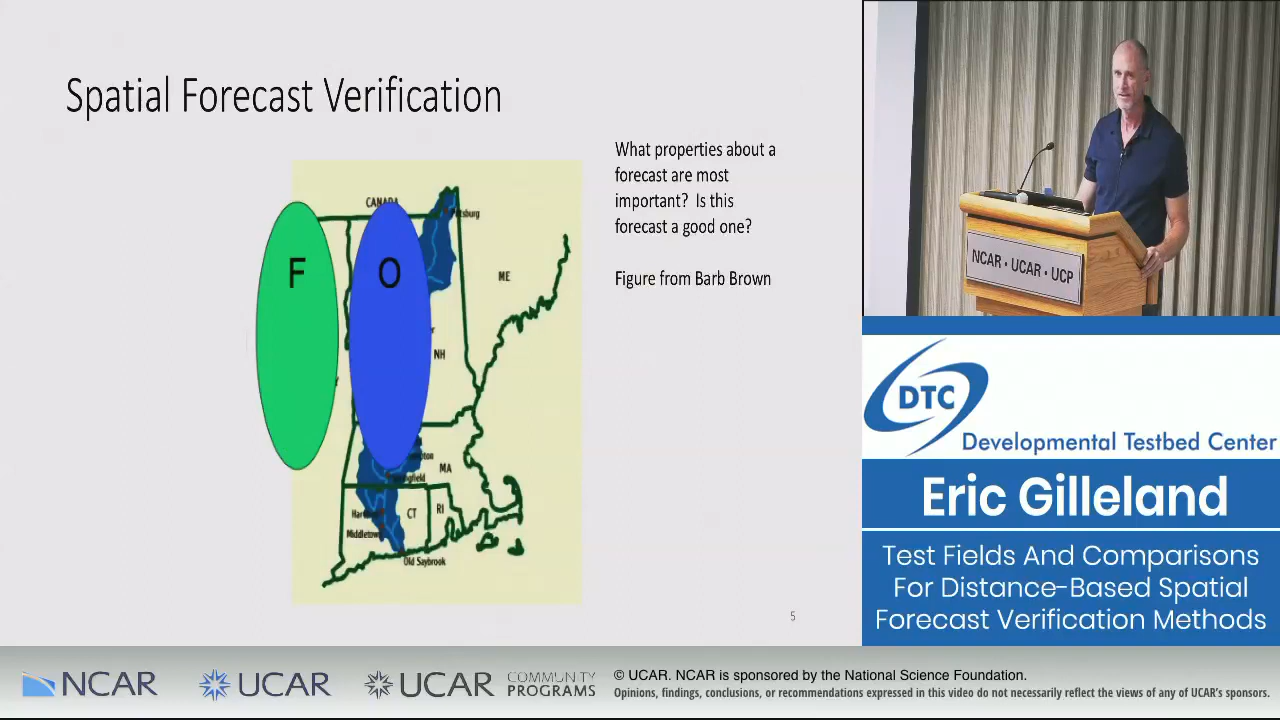 Spatial Forecast Verification
What properties about a
forecast are most
important? Is this
forecast a good one?
Figure from Barb Brown
F
O
CANADA
ME
NH
MA
CT
RI
Old Saybrook
5
NCAR • UCAR • UCP
DTC
Developmental Testbed Center
Eric Gilleland
Test Fields And Comparisons
For Distance-Based Spatial
Forecast Verification Methods
NCAR
UCAR
UCAR
COMMUNITY
PROGRAMS
© UCAR. NCAR is sponsored by the National Science Foundation.
Opinions, findings, conclusions, or recommendations expressed in this video do not necessarily reflect the views of any of UCAR's sponsors.